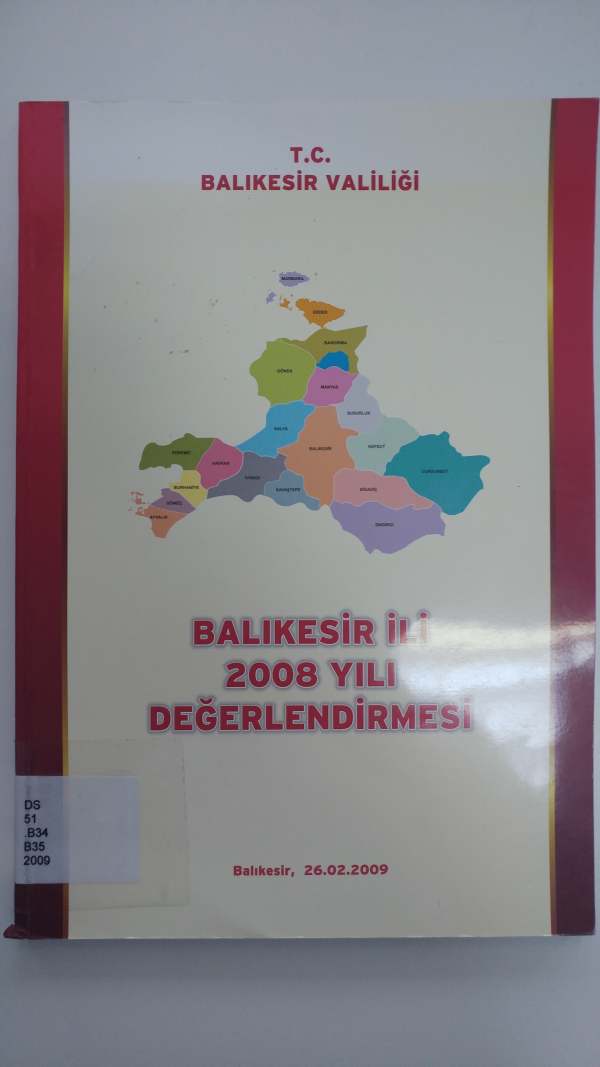 T.C.
BALIKESİR VALİLİĞİ
MARMARA
ERDEK
BANDIRMA
GÖNEN
MANYAS
SUSURLUK
BALYA
BALIKESİR
KEPSUT
DURSUNBEY
EDREMİT
HAVRAN
İVRİNDİ
SAVAŞTEPE
BİGADİÇ
BURHANİYE
GÖMEÇ
AYVALIK
SINDIRGI
BALIKESİR İLİ
2008 YILI
DEĞERLENDİRMESİ
DS
51
.B34
B35
2009
Balıkesir, 26.02.2009